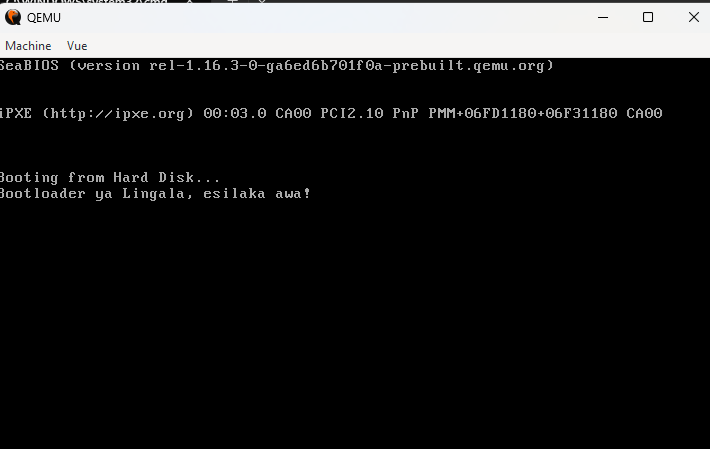 QEMU
Machine Vue
SeaBIOS (version rel-1.16.3-0-ga6ed6b701f0a-prebuilt.qemu.org)
iPXE (http://ipxe.org) 00:03.0 CA00 PCI2.10 PnP PMM+06FD1180+06F31180 CA00
Booting from Hard Disk...
Bootloader ya Lingala, esilaka awa!